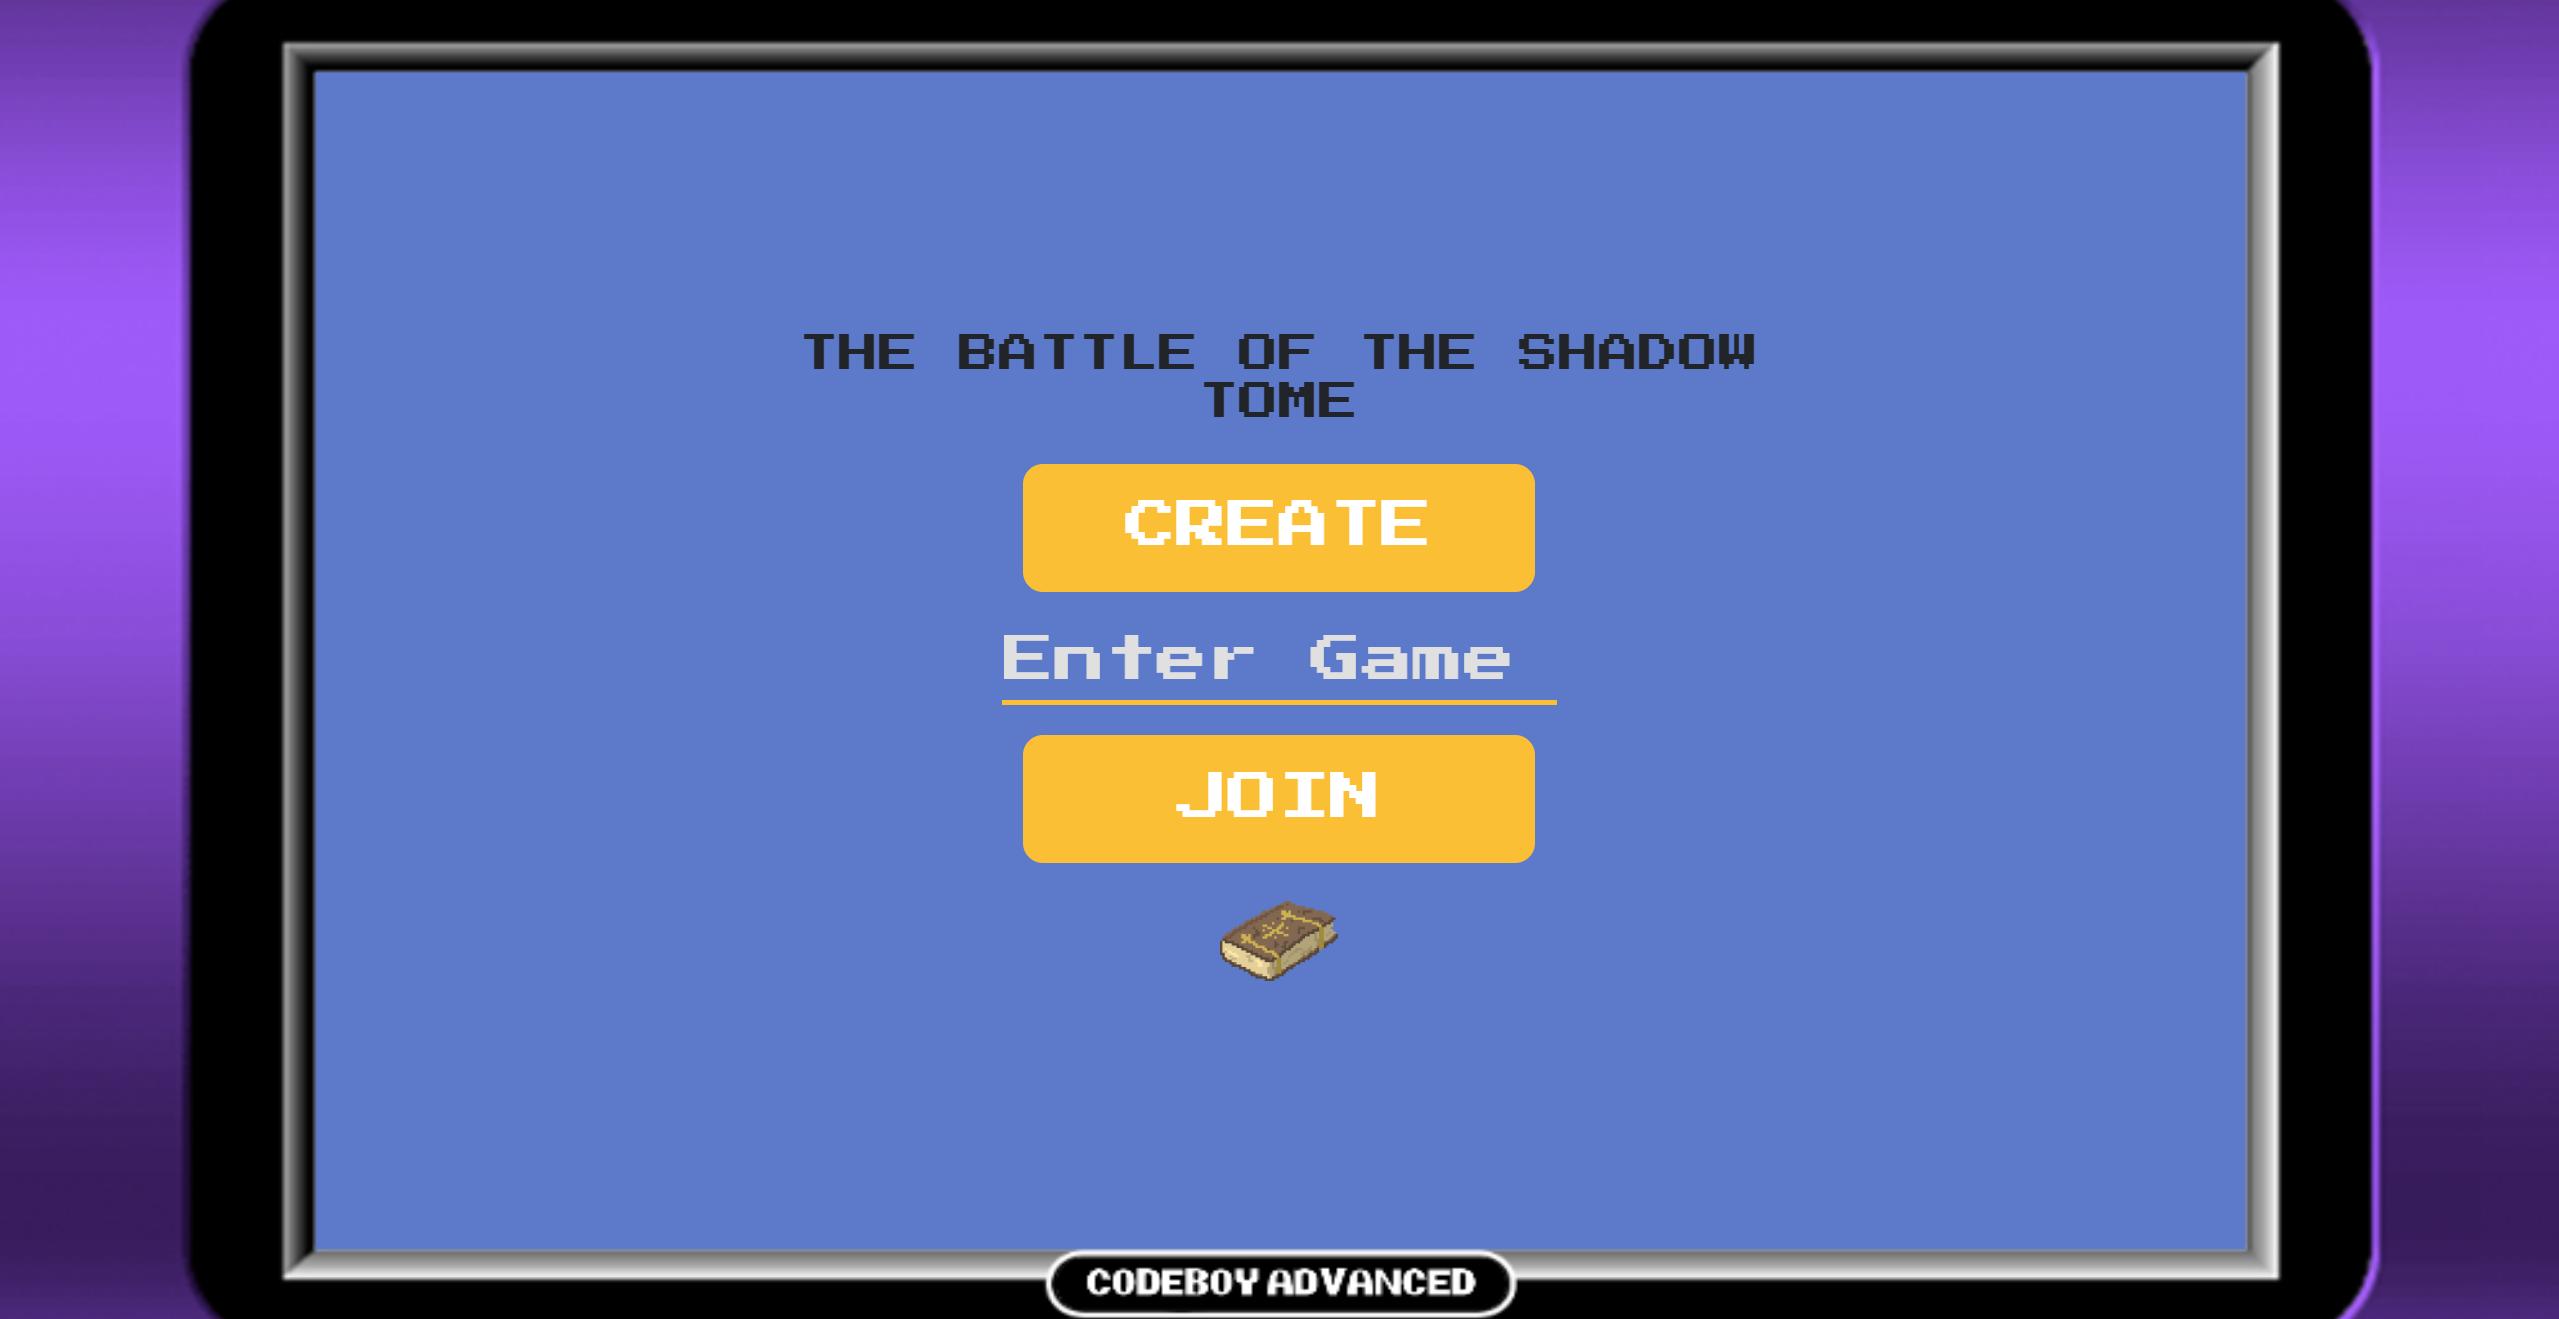 THE BATTLE OF THE SHADOW
TOME
CREATE
Enter Game
JOIN
CODEBOY ADVANCED